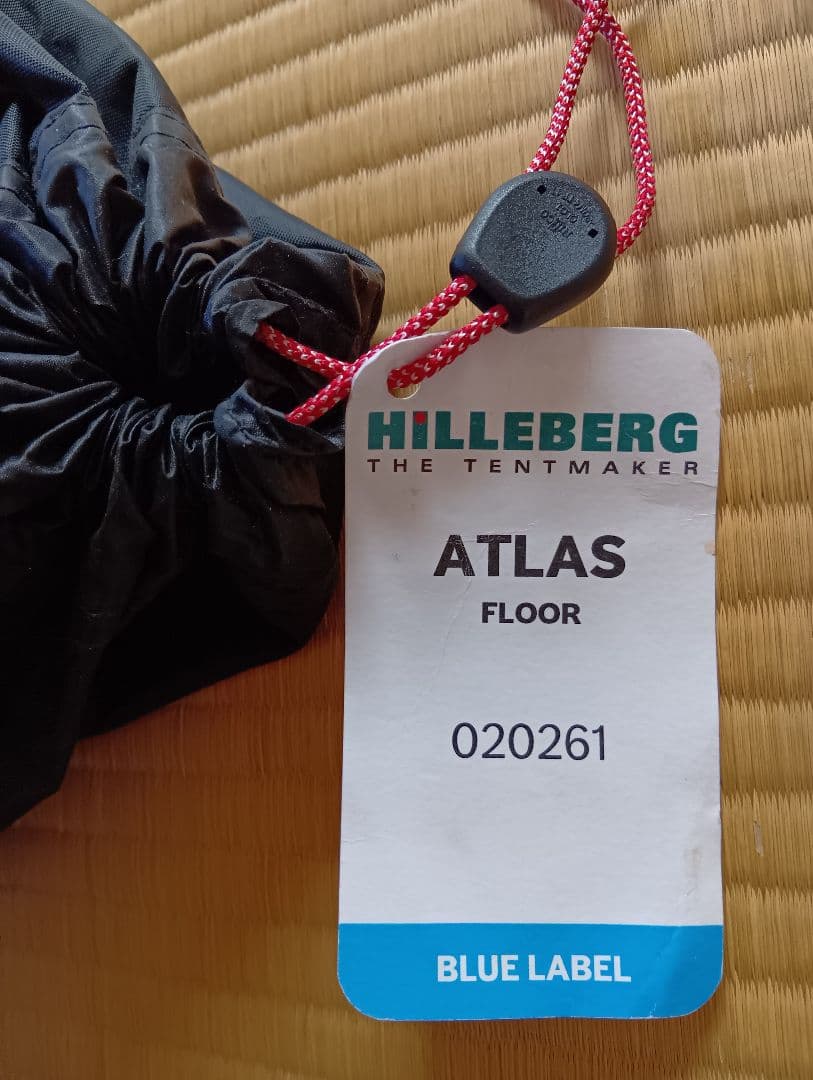 HILLEBERG
THE TENTMAKER
ATLAS
FLOOR
020261
BLUE LABEL